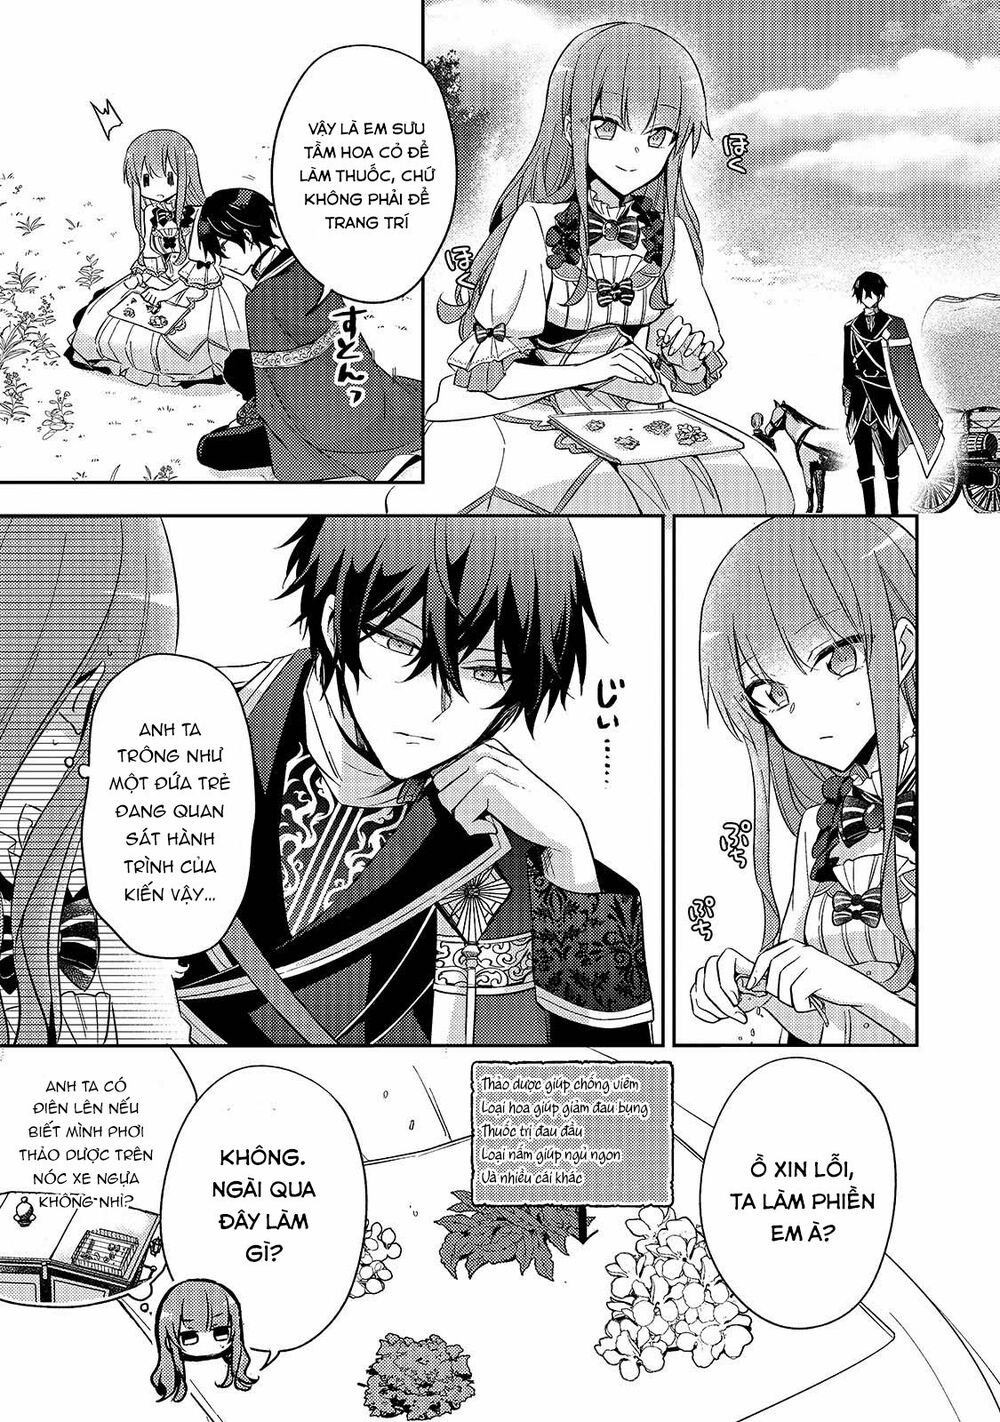 ほく
ほく
VẬY LÀ EM SƯU
TẦM HOA CỎ ĐỂ
LÀM THUỐC, CHỨ
KHÔNG PHẢI ĐỂ
TRANG TRÍ
すとんっ
ぷち
ぷち
じぃ……
ANH TA
TRÔNG NHƯ
MỘT ĐỨA TRẺ
ĐANG QUAN
SÁT HÀNH
TRÌNH CỦA
KIẾN VẬY...
Ồ XIN LỖI,
TA LÀM PHIỀN
EM À?
Thảo dược giúp chống viêm
Loại hoa giúp giảm đau bụng
Thuốc trị đau đầu
Loại nấm giúp ngủ ngon
Và nhiều cái khác
KHÔNG.
NGÀI QUA
ĐÂY LÀM
GÌ?
ANH TA CÓ
ĐIÊN LÊN NẾU
BIẾT MÌNH PHƠI
THẢO DƯỢC TRÊN
NÓC XE NGỰA
KHÔNG NHỈ?